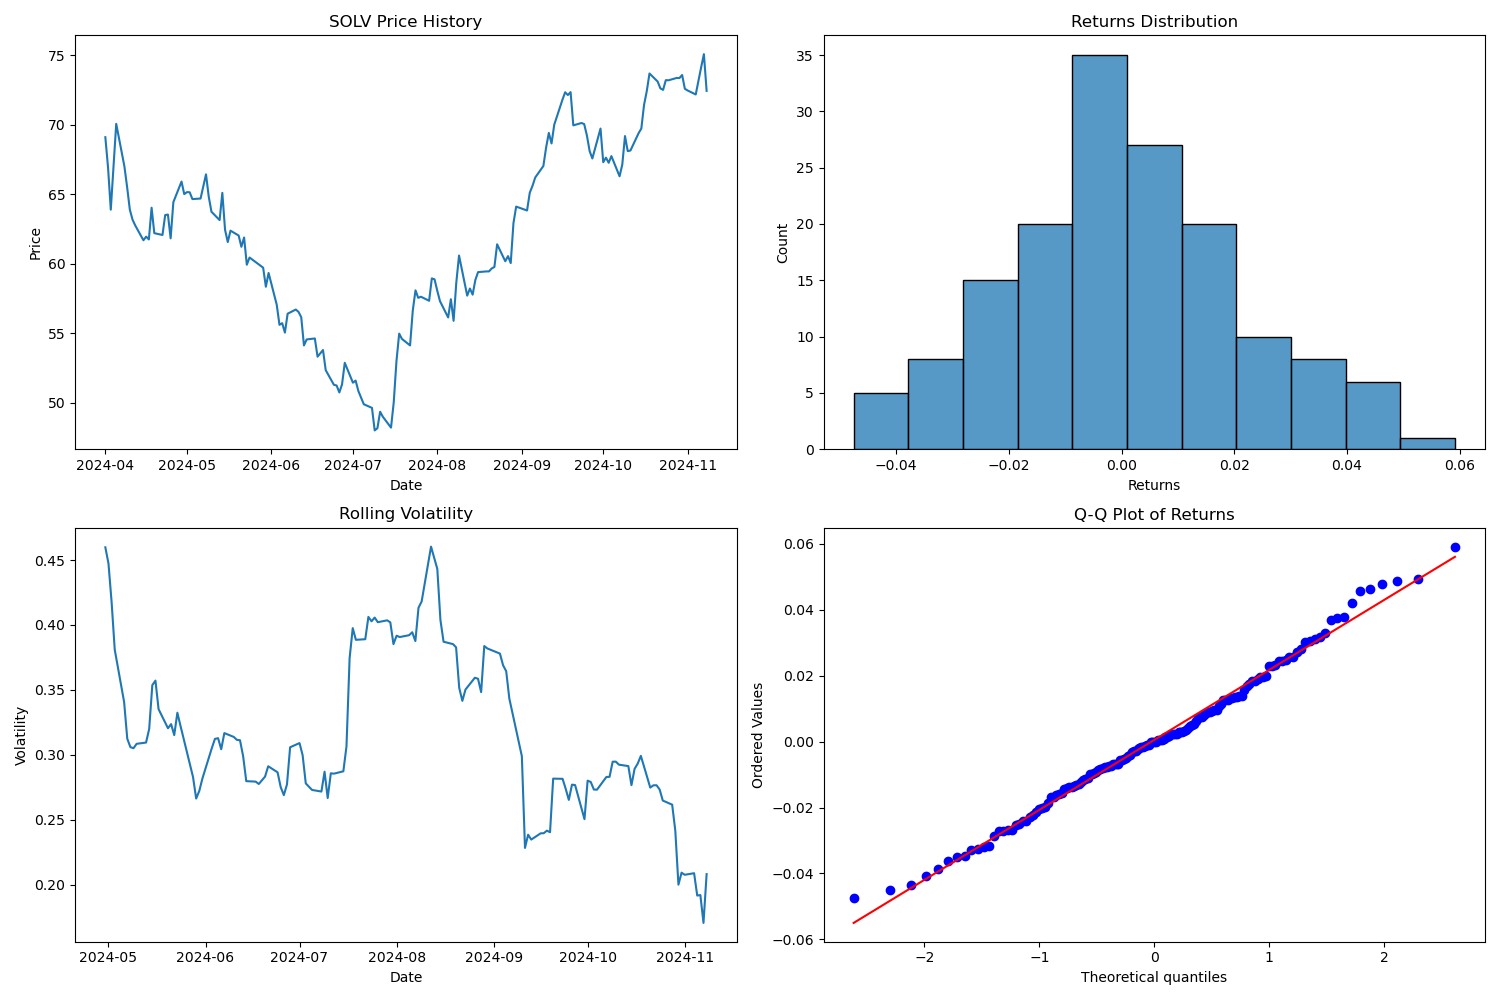 SOLV Price History
75
70
65
60
55
50
Price
2024-04 2024-05 2024-06 2024-07 2024-08 2024-09 2024-10 2024-11
Date
Returns Distribution
35
30
25
20
15
10
5
0
Count
−0.04 −0.02 0.00 0.02 0.04 0.06
Returns
Rolling Volatility
0.45
0.40
0.35
0.30
0.25
0.20
Volatility
2024-05 2024-06 2024-07 2024-08 2024-09 2024-10 2024-11
Date
Q-Q Plot of Returns
0.06
0.04
0.02
0.00
−0.02
−0.04
−0.06
Ordered Values
−2 −1 0 1 2
Theoretical quantiles